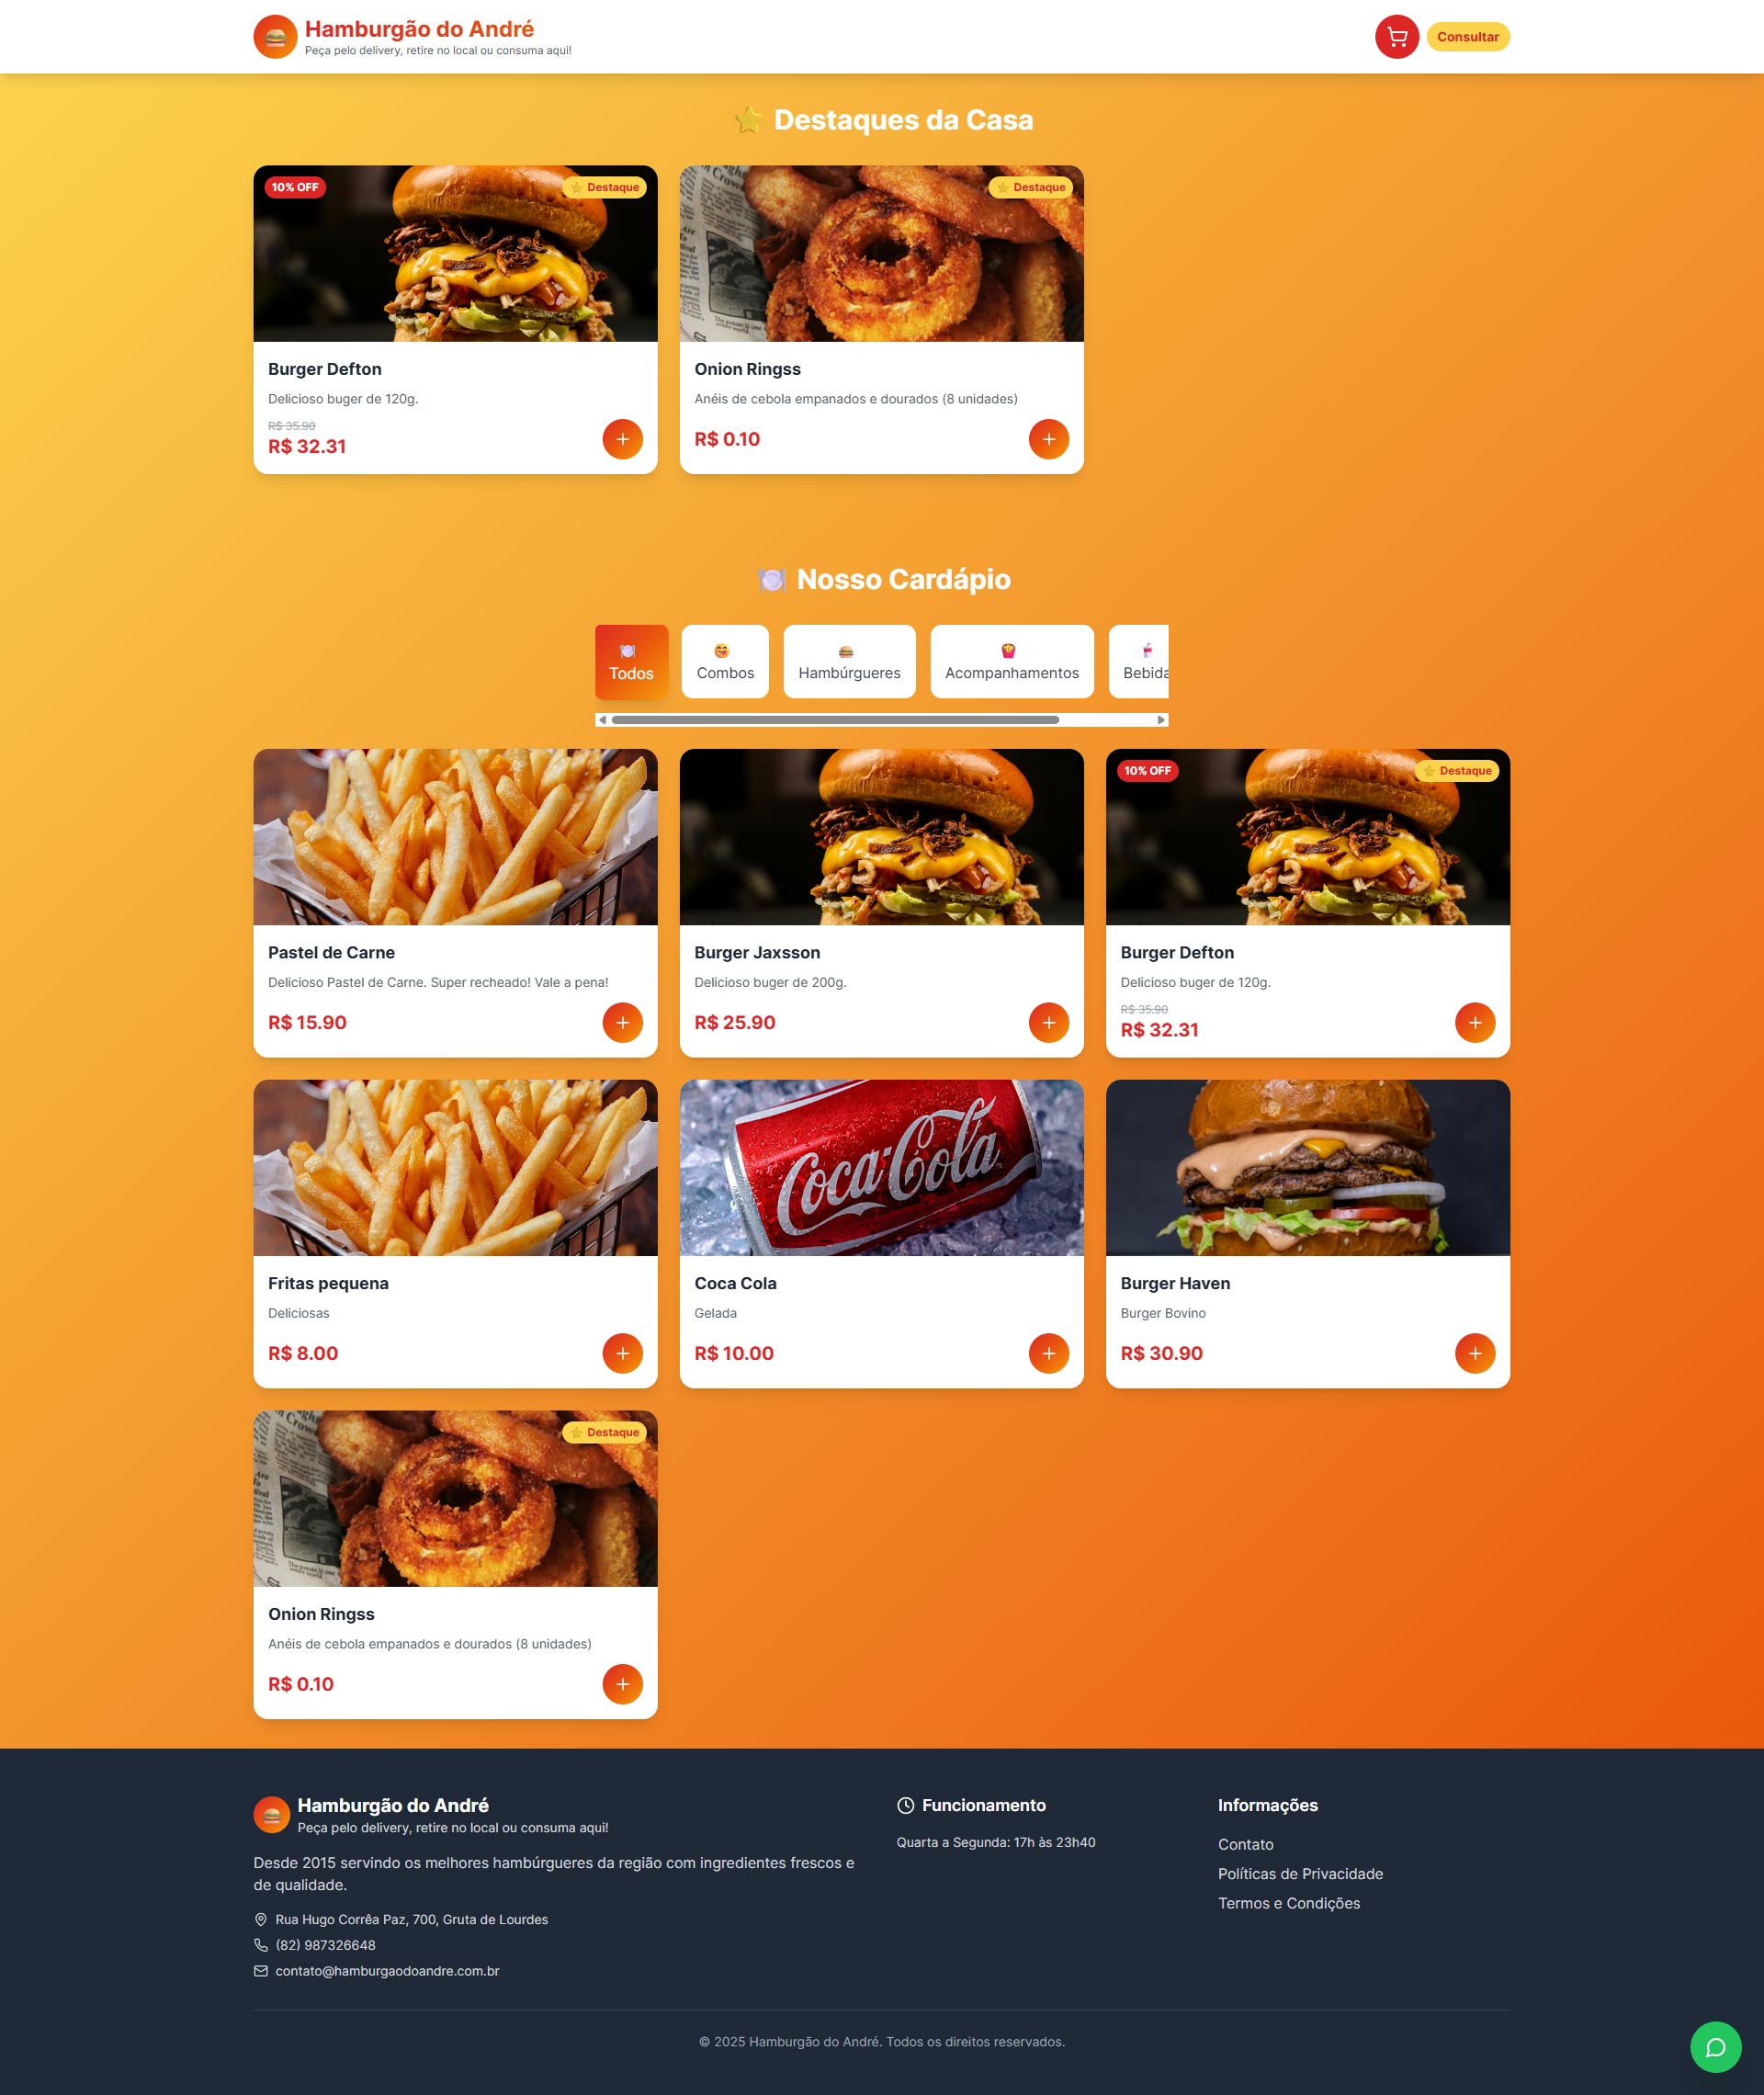 Hamburgão do André
Peça pelo delivery, retire no local ou consuma aqui!
Consultar
Destaques da Casa
10% OFF
Destaque
Burger Defton
Delicioso buger de 120g.
R$ 35.90
R$ 32.31
Destaque
Onion Ringss
Anéis de cebola empanados e dourados (8 unidades)
R$ 0.10
Nosso Cardápio
Todos
Combos
Hambúrgueres
Acompanhamentos
Bebida
Pastel de Carne
Delicioso Pastel de Carne. Super recheado! Vale a pena!
R$ 15.90
Burger Jaxsson
Delicioso buger de 200g.
R$ 25.90
10% OFF
Destaque
Burger Defton
Delicioso buger de 120g.
R$ 35.90
R$ 32.31
Fritas pequena
Deliciosas
R$ 8.00
Coca-Cola
Coca Cola
Gelada
R$ 10.00
Burger Haven
Burger Bovino
R$ 30.90
Destaque
Onion Ringss
Anéis de cebola empanados e dourados (8 unidades)
R$ 0.10
Hamburgão do André
Peça pelo delivery, retire no local ou consuma aqui!
Desde 2015 servindo os melhores hambúrgueres da região com ingredientes frescos e
de qualidade.
Rua Hugo Corrêa Paz, 700, Gruta de Lourdes
(82) 987326648
contato@hamburgaodoandre.com.br
Funcionamento
Quarta a Segunda: 17h às 23h40
Informações
Contato
Políticas de Privacidade
Termos e Condições
© 2025 Hamburgão do André. Todos os direitos reservados.